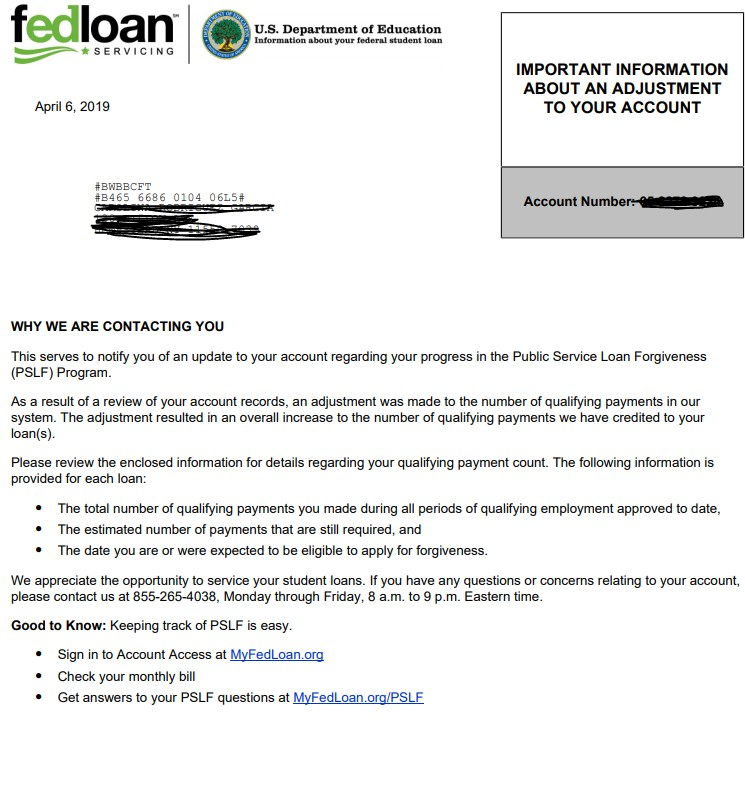 fedloan
SERVICING
U.S. Department of Education
Information about your federal student loan
IMPORTANT INFORMATION
ABOUT AN ADJUSTMENT
TO YOUR ACCOUNT
April 6, 2019
#BWBBCFT
#B465 6686 0104 06L5#
Account Number:
WHY WE ARE CONTACTING YOU
This serves to notify you of an update to your account regarding your progress in the Public Service Loan Forgiveness
(PSLF) Program.
As a result of a review of your account records, an adjustment was made to the number of qualifying payments in our
system. The adjustment resulted in an overall increase to the number of qualifying payments we have credited to your
loan(s).
Please review the enclosed information for details regarding your qualifying payment count. The following information is
provided for each loan:
• The total number of qualifying payments you made during all periods of qualifying employment approved to date,
• The estimated number of payments that are still required, and
• The date you are or were expected to be eligible to apply for forgiveness.
We appreciate the opportunity to service your student loans. If you have any questions or concerns relating to your account,
please contact us at 855-265-4038, Monday through Friday, 8 a.m. to 9 p.m. Eastern time.
Good to Know: Keeping track of PSLF is easy.
• Sign in to Account Access at MyFedLoan.org
• Check your monthly bill
• Get answers to your PSLF questions at MyFedLoan.org/PSLF